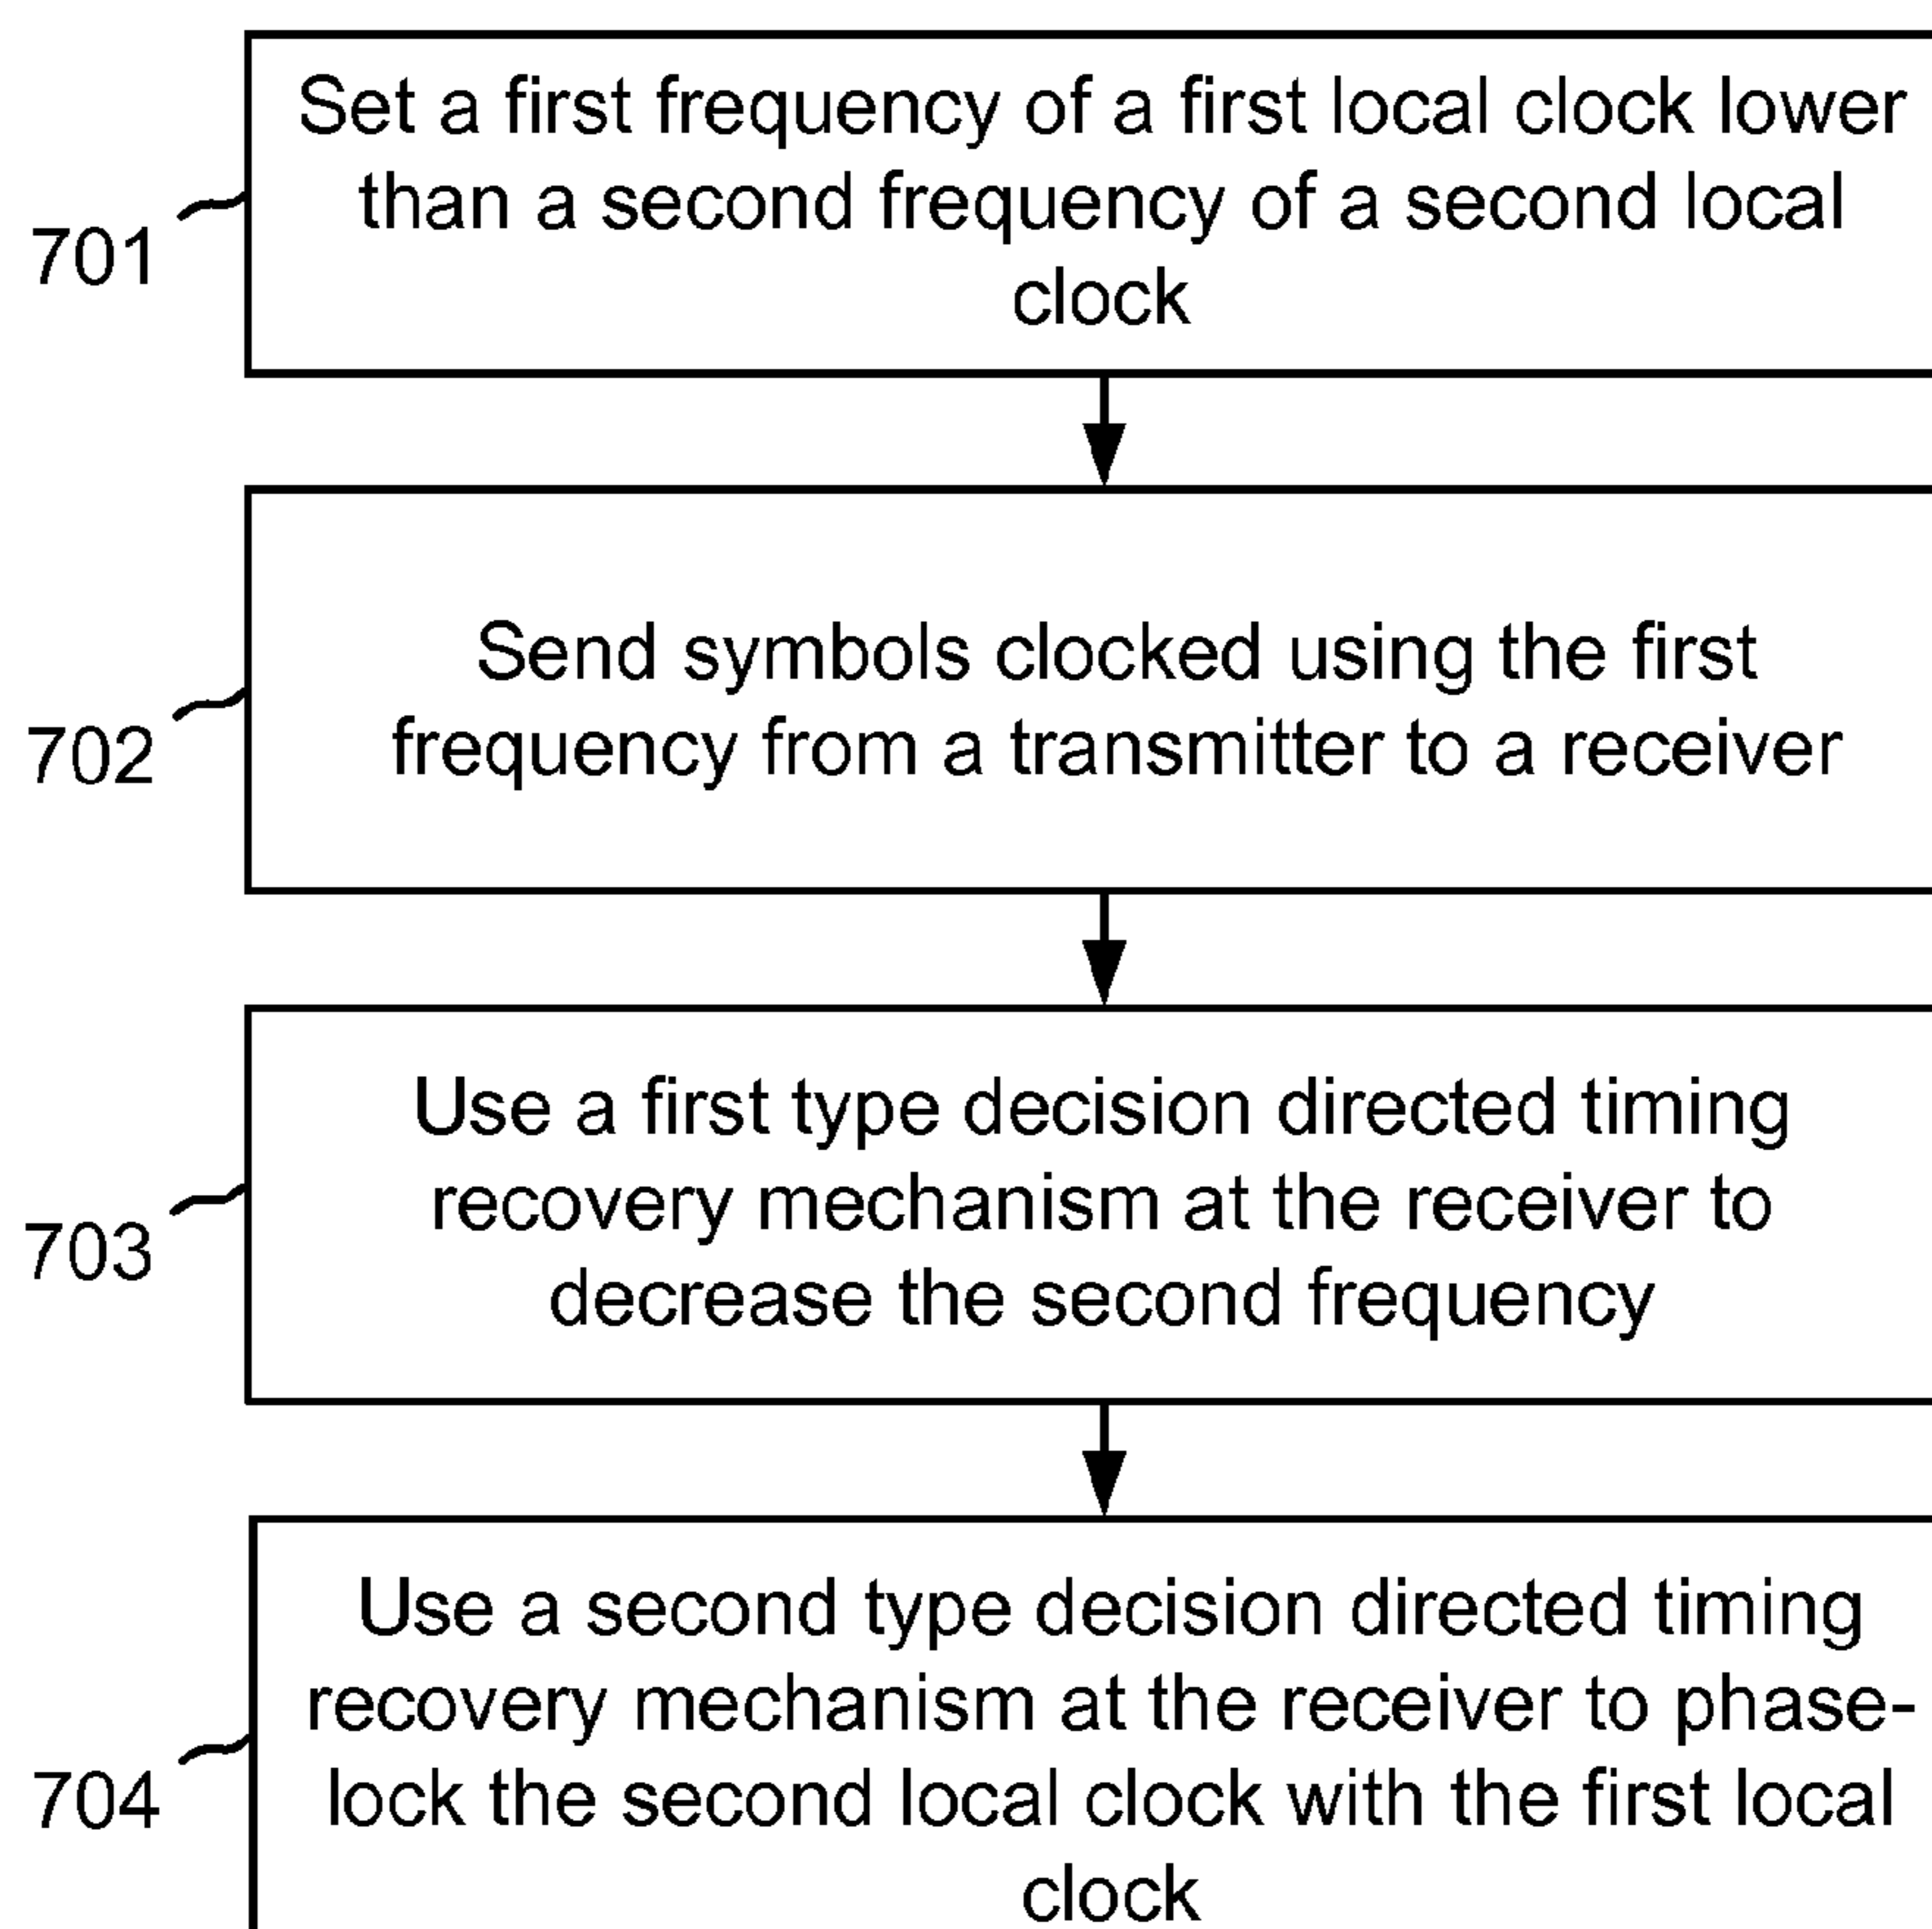 Set a first frequency of a first local clock lower
than a second frequency of a second local
clock
701
Send symbols clocked using the first
frequency from a transmitter to a receiver
702
Use a first type decision directed timing
recovery mechanism at the receiver to
decrease the second frequency
703
Use a second type decision directed timing
recovery mechanism at the receiver to phase-
lock the second local clock with the first local
clock
704